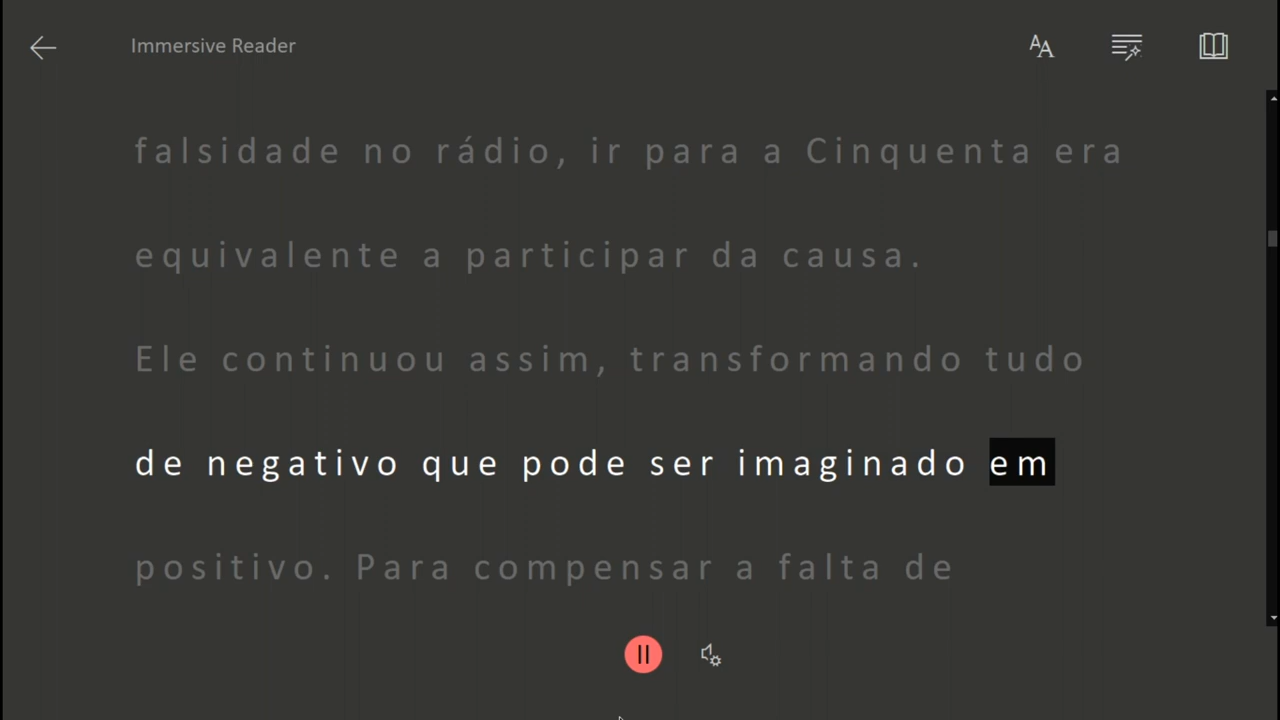 Immersive Reader
falsidade no rádio, ir para a Cinquenta era
equivalente a participar da causa.
Ele continuou assim, transformando tudo
de negativo que pode ser imaginado em
positivo. Para compensar a falta de